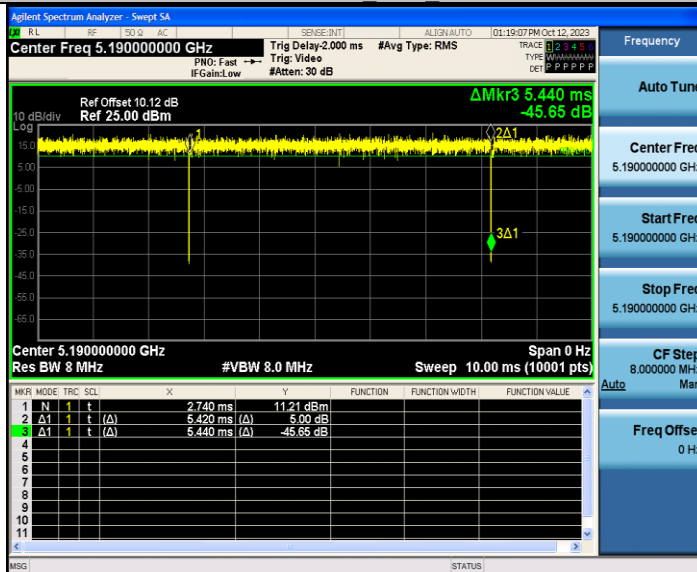 Agilent Spectrum Analyzer - Swept SA
RL RF 50 Ω AC SENSE:INT ALIGN AUTO 01:19:07 PM Oct 12, 2023
Center Freq 5.190000000 GHz Trig Delay-2.000 ms #Avg Type: RMS TRACE 1 2 3 4 5 6
PNO: Fast Trig: Video TYPE
IFGain:Low #Atten: 30 dB DET P P P P P P
ΔMkr3 5.440 ms
Ref Offset 10.12 dB
10 dB/div Ref 25.00 dBm -45.65 dB
Log
1 2Δ1
15.0
5.00
-5.00
-15.0
-25.0 3Δ1
-35.0
-45.0
-55.0
-65.0
Center 5.190000000 GHz Span 0 Hz
Res BW 8 MHz #VBW 8.0 MHz Sweep 10.00 ms (10001 pts)
MKR MODE TRC SCL X Y FUNCTION FUNCTION WIDTH FUNCTION VALUE
1 N 1 t 2.740 ms 11.21 dBm
2 Δ1 1 t (Δ) 5.420 ms (Δ) 5.00 dB
3 Δ1 1 t (Δ) 5.440 ms (Δ) -45.65 dB
4
5
6
7
8
9
10
11
MSG STATUS
Frequency
Auto Tune
Center Freq
5.190000000 GHz
Start Freq
5.190000000 GHz
Stop Freq
5.190000000 GHz
CF Step
8.000000 MHz
Auto Man
Freq Offset
0 Hz